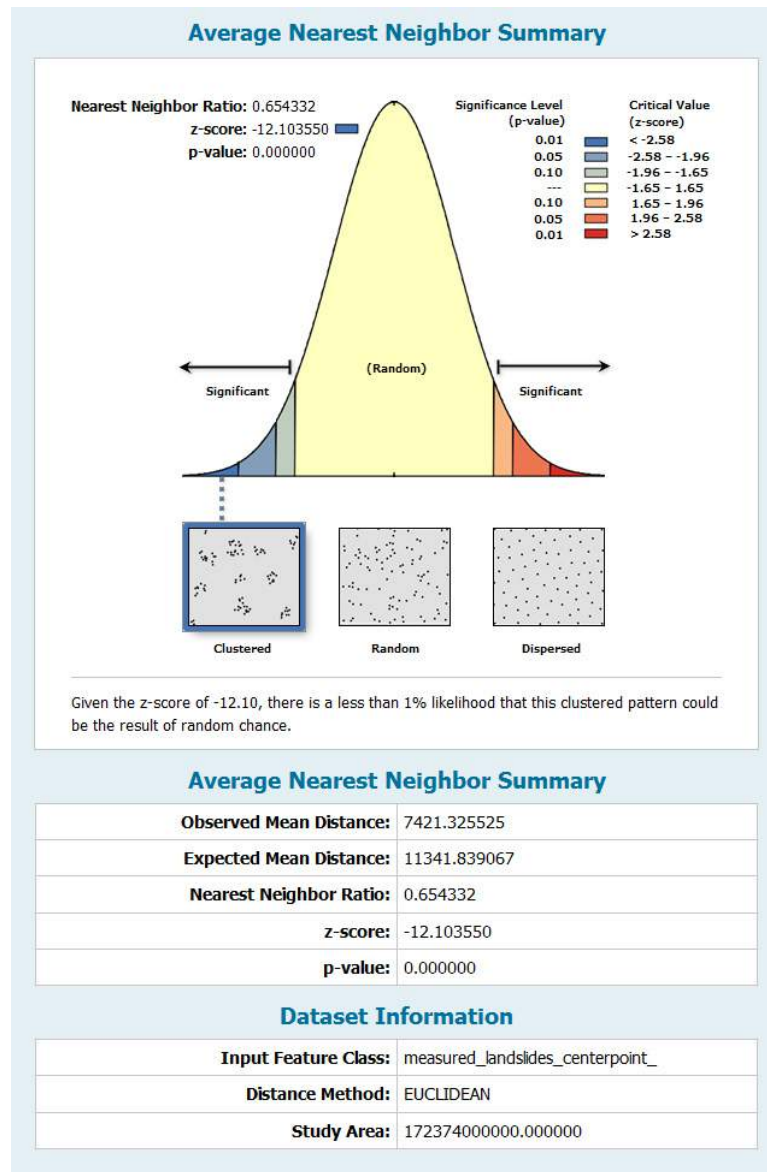 Average Nearest Neighbor Summary
Nearest Neighbor Ratio: 0.654332
z-score: -12.103550
p-value: 0.000000
Significance Level
(p-value)
Critical Value
(z-score)
0.01 < -2.58
0.05 -2.58 – -1.96
0.10 -1.96 – -1.65
--- -1.65 – 1.65
0.10 1.65 – 1.96
0.05 1.96 – 2.58
0.01 > 2.58
(Random)
Significant
Significant
Clustered
Random
Dispersed
Given the z-score of -12.10, there is a less than 1% likelihood that this clustered pattern could
be the result of random chance.
Average Nearest Neighbor Summary
Observed Mean Distance: 7421.325525
Expected Mean Distance: 11341.839067
Nearest Neighbor Ratio: 0.654332
z-score: -12.103550
p-value: 0.000000
Dataset Information
Input Feature Class: measured_landslides_centerpoint_
Distance Method: EUCLIDEAN
Study Area: 172374000000.000000